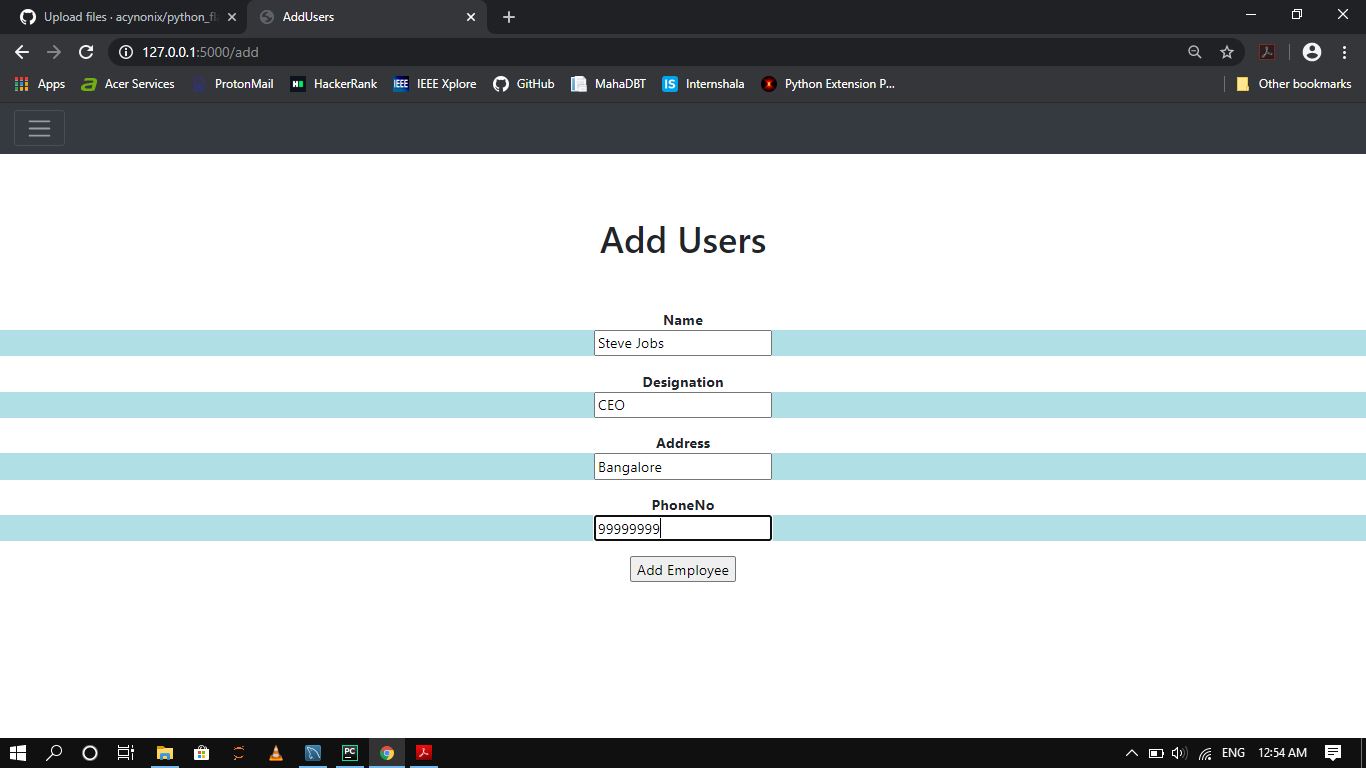 Upload files · acynonix/python_fl
AddUsers
127.0.0.1:5000/add
Apps
Acer Services
ProtonMail
HackerRank
IEEE Xplore
GitHub
MahaDBT
Internshala
Python Extension P...
Other bookmarks
Add Users
Name
Steve Jobs
Designation
CEO
Address
Bangalore
PhoneNo
99999999
Add Employee
ENG
12:54 AM